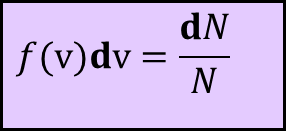 f(v)dv = dN/N